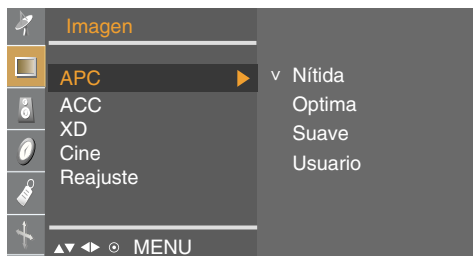 Imagen
APC
ACC
XD
Cine
Reajuste
MENU
v Nítida
Optima
Suave
Usuario